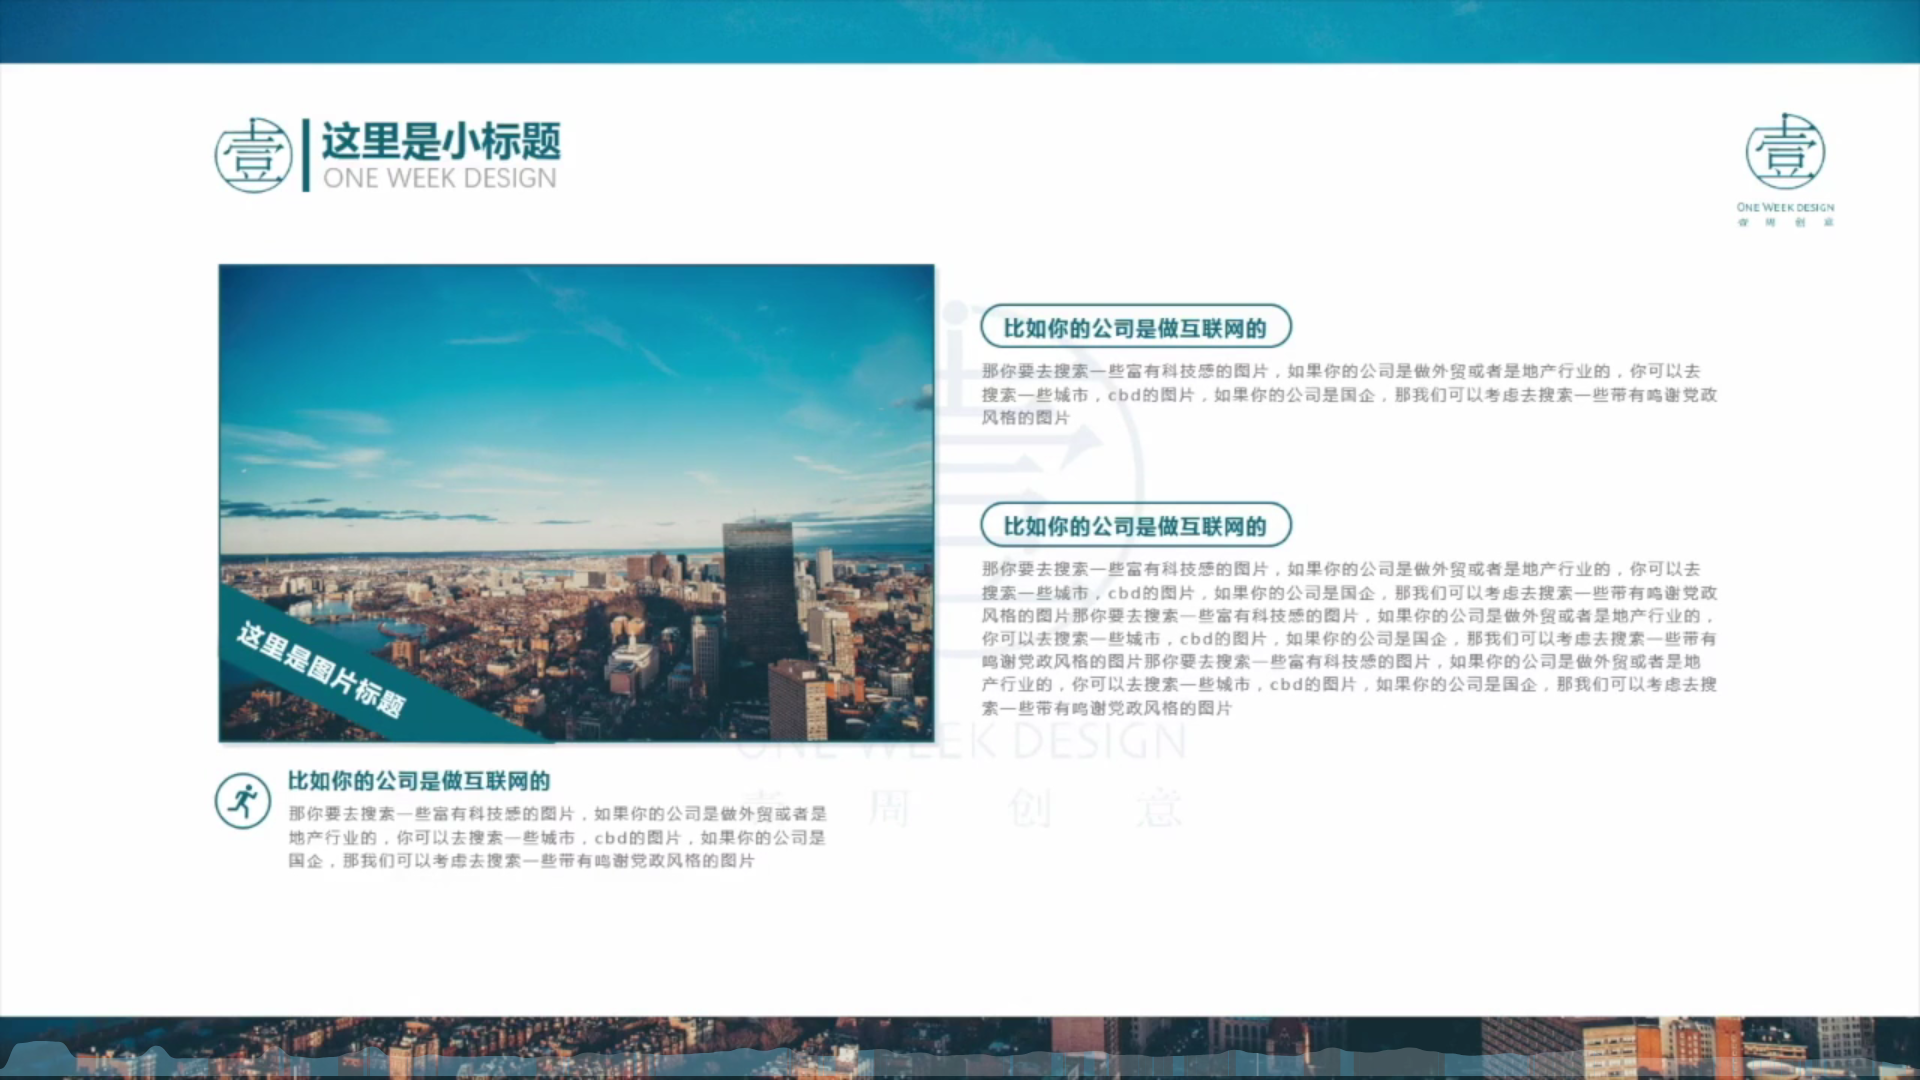 壹
这里是小标题
ONE WEEK DESIGN
壹
ONE WEEK DESIGN
壹周创意
这里是图片标题
比如你的公司是做互联网的
那你要去搜索一些富有科技感的图片，如果你的公司是做外贸或者是
地产行业的，你可以去搜索一些城市，cbd的图片，如果你的公司是
国企，那我们可以考虑去搜索一些带有鸣谢党政风格的图片
比如你的公司是做互联网的
那你要去搜索一些富有科技感的图片，如果你的公司是做外贸或者是地产行业的，你可以去
搜索一些城市，cbd的图片，如果你的公司是国企，那我们可以考虑去搜索一些带有鸣谢党政
风格的图片
比如你的公司是做互联网的
那你要去搜索一些富有科技感的图片，如果你的公司是做外贸或者是地产行业的，你可以去
搜索一些城市，cbd的图片，如果你的公司是国企，那我们可以考虑去搜索一些带有鸣谢党政
风格的图片那你要去搜索一些富有科技感的图片，如果你的公司是做外贸或者是地产行业的，
你可以去搜索一些城市，cbd的图片，如果你的公司是国企，那我们可以考虑去搜索一些带有
鸣谢党政风格的图片那你要去搜索一些富有科技感的图片，如果你的公司是做外贸或者是地
产行业的，你可以去搜索一些城市，cbd的图片，如果你的公司是国企，那我们可以考虑去搜
索一些带有鸣谢党政风格的图片
ONE WEEK DESIGN
壹周创意